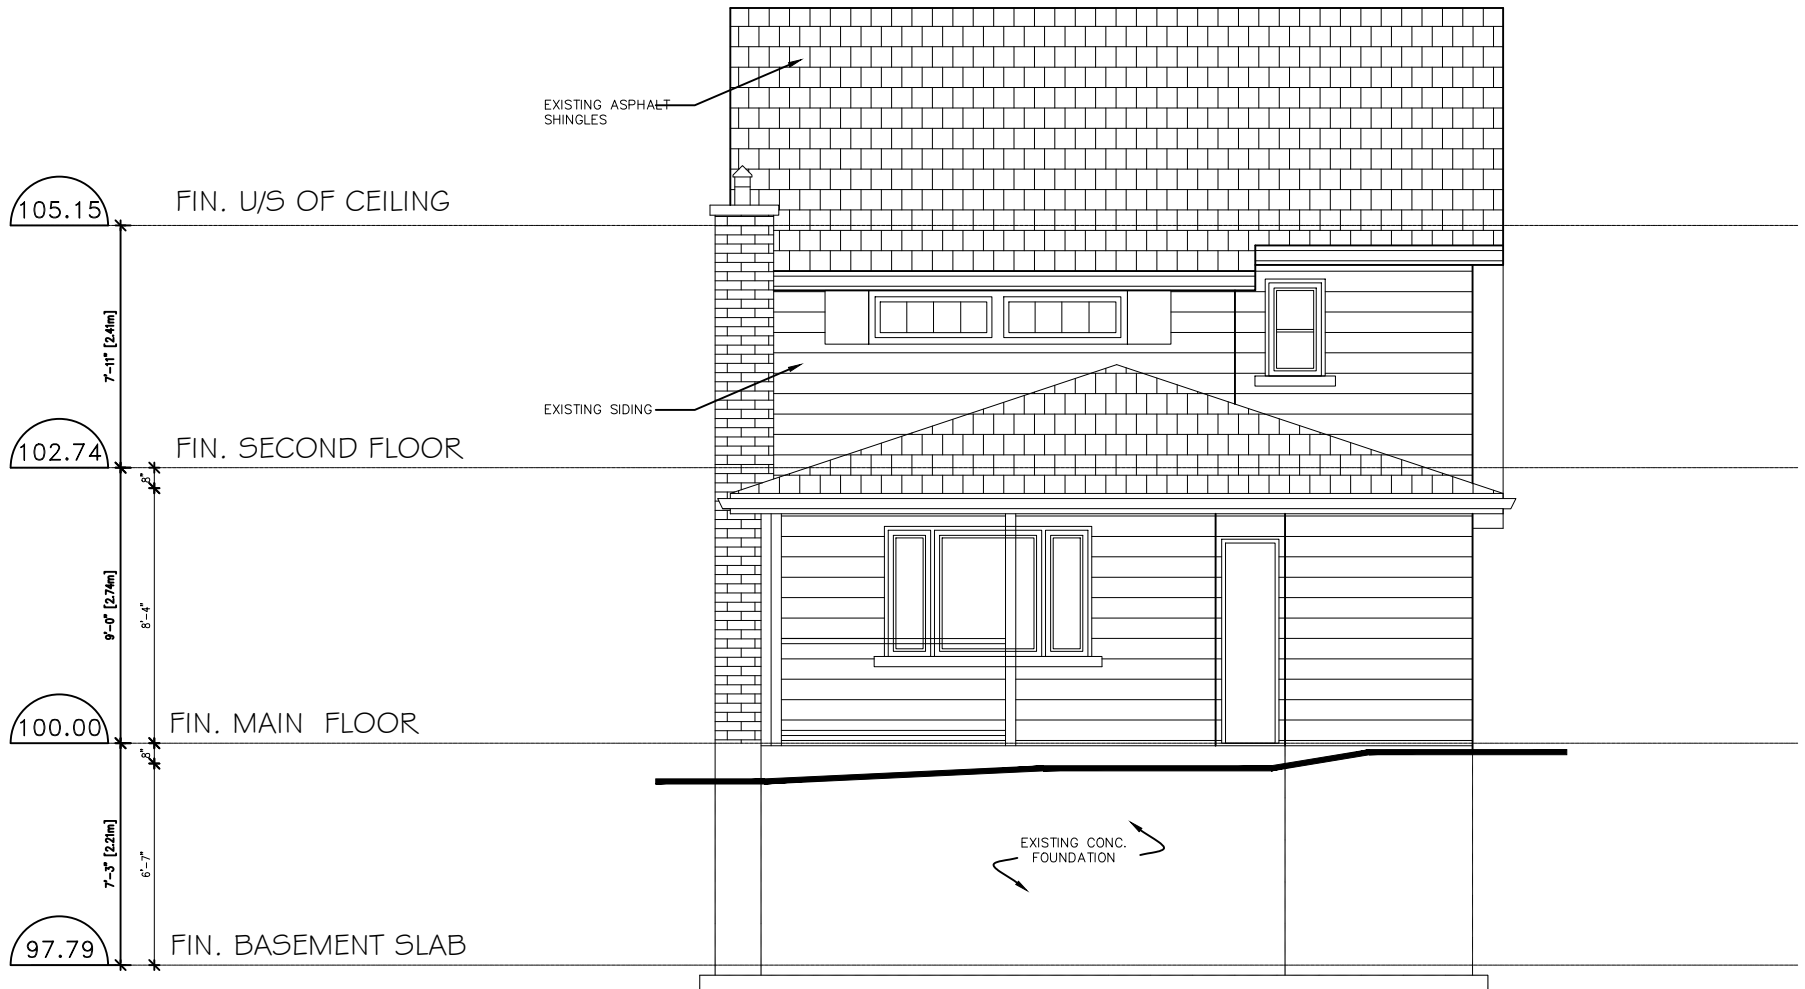 EXISTING ASPHALT
SHINGLES
105.15 FIN. U/S OF CEILING
7'-11" [2.41m]
EXISTING SIDING
102.74 FIN. SECOND FLOOR
8"
9'-0" [2.74m]
8'-4"
100.00 FIN. MAIN FLOOR
8"
7'-3" [2.21m]
6'-7"
EXISTING CONC.
FOUNDATION
97.79 FIN. BASEMENT SLAB